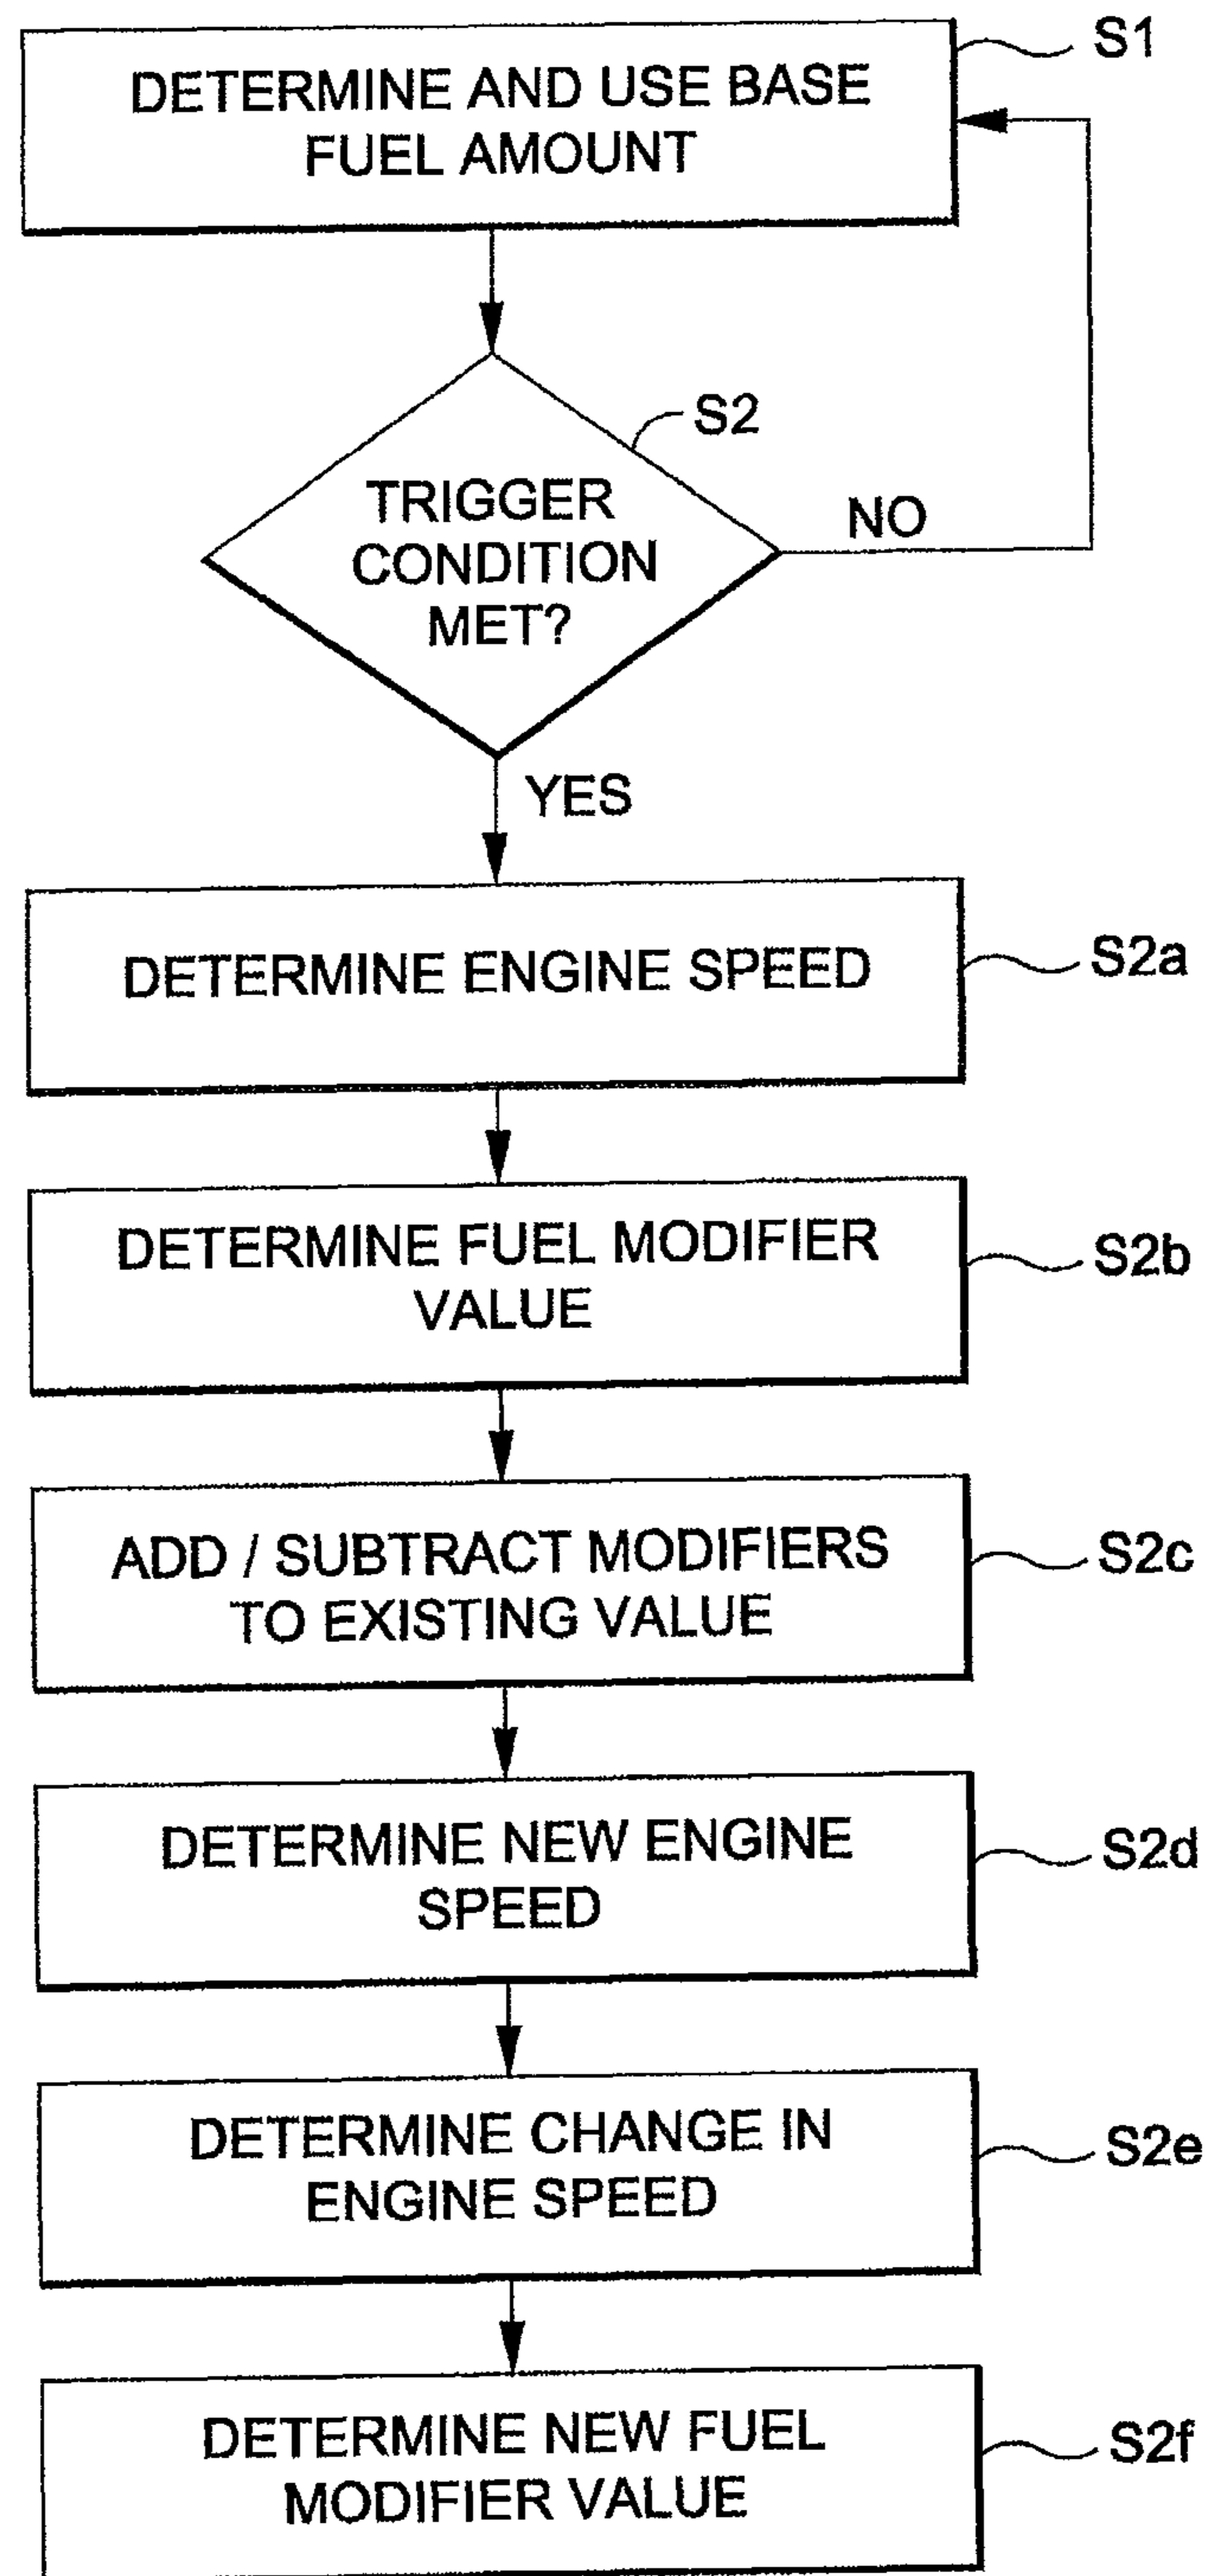 S1
DETERMINE AND USE BASE
FUEL AMOUNT
S2
TRIGGER
CONDITION
MET?
NO
YES
DETERMINE ENGINE SPEED
S2a
DETERMINE FUEL MODIFIER
VALUE
S2b
ADD / SUBTRACT MODIFIERS
TO EXISTING VALUE
S2c
DETERMINE NEW ENGINE
SPEED
S2d
DETERMINE CHANGE IN
ENGINE SPEED
S2e
DETERMINE NEW FUEL
MODIFIER VALUE
S2f